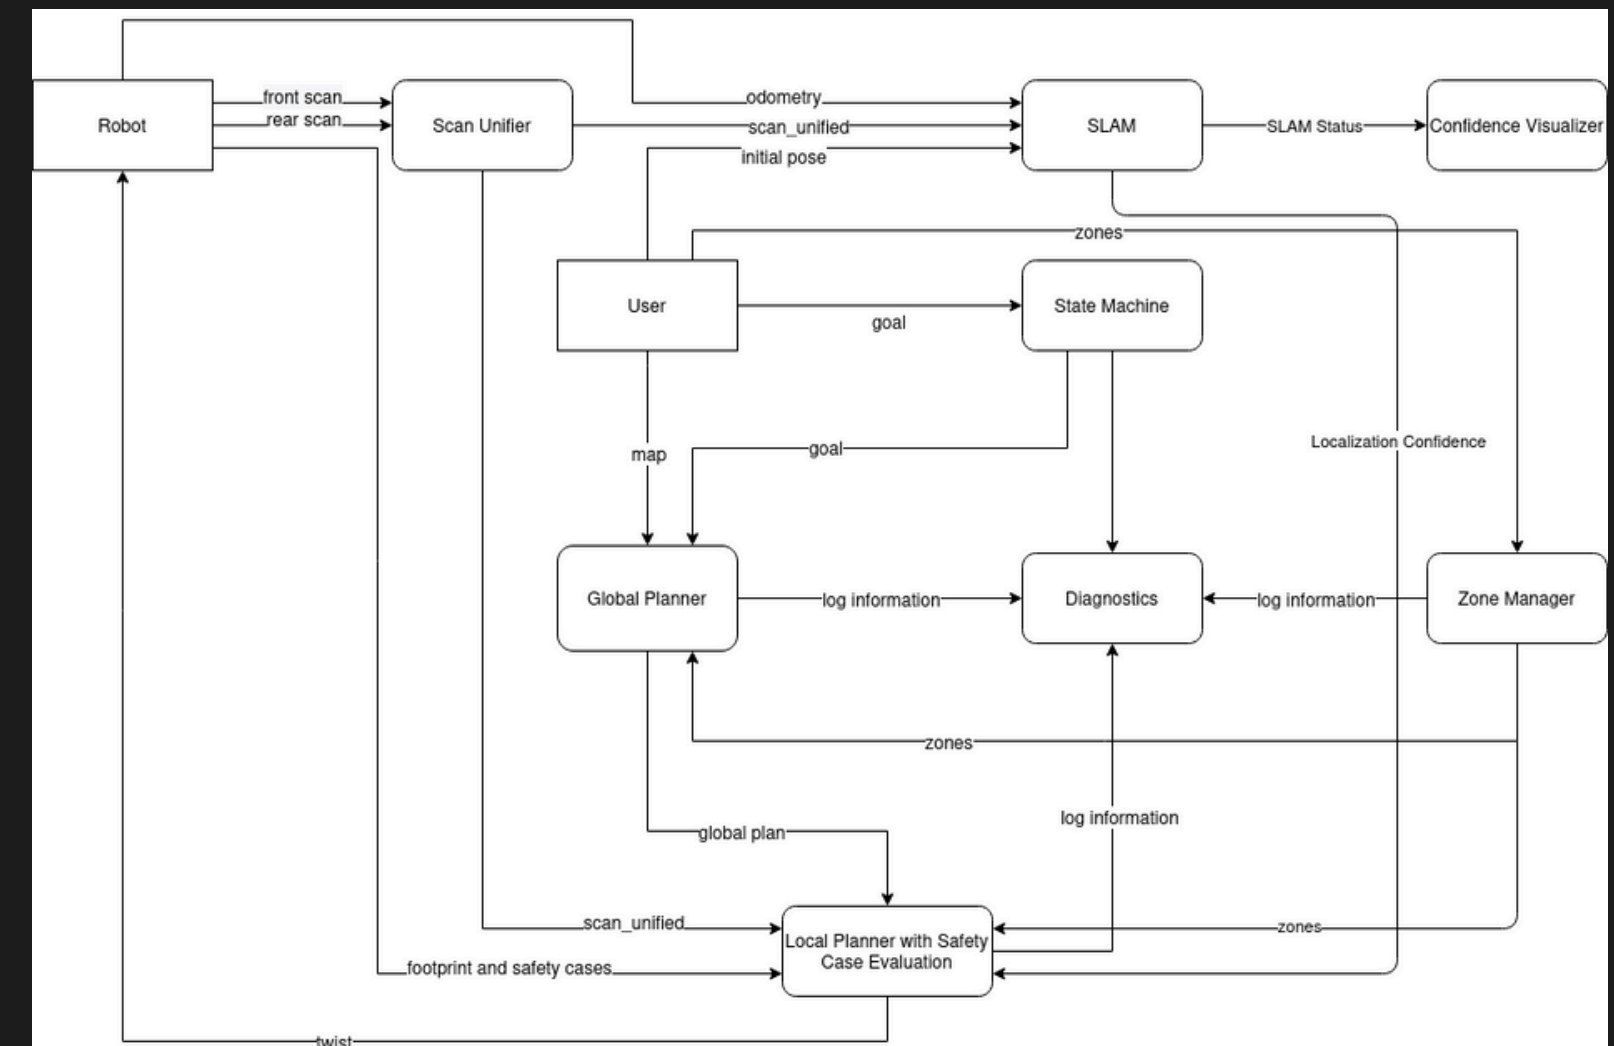 front scan
odometry
Robot
rear scan
Scan Unifier
scan_unified
SLAM
SLAM Status
Confidence Visualizer
initial pose
zones
User
goal
State Machine
map
goal
Localization Confidence
Global Planner
log information
Diagnostics
log information
Zone Manager
zones
global plan
log information
scan_unified
Local Planner with Safety
Case Evaluation
zones
footprint and safety cases
twist